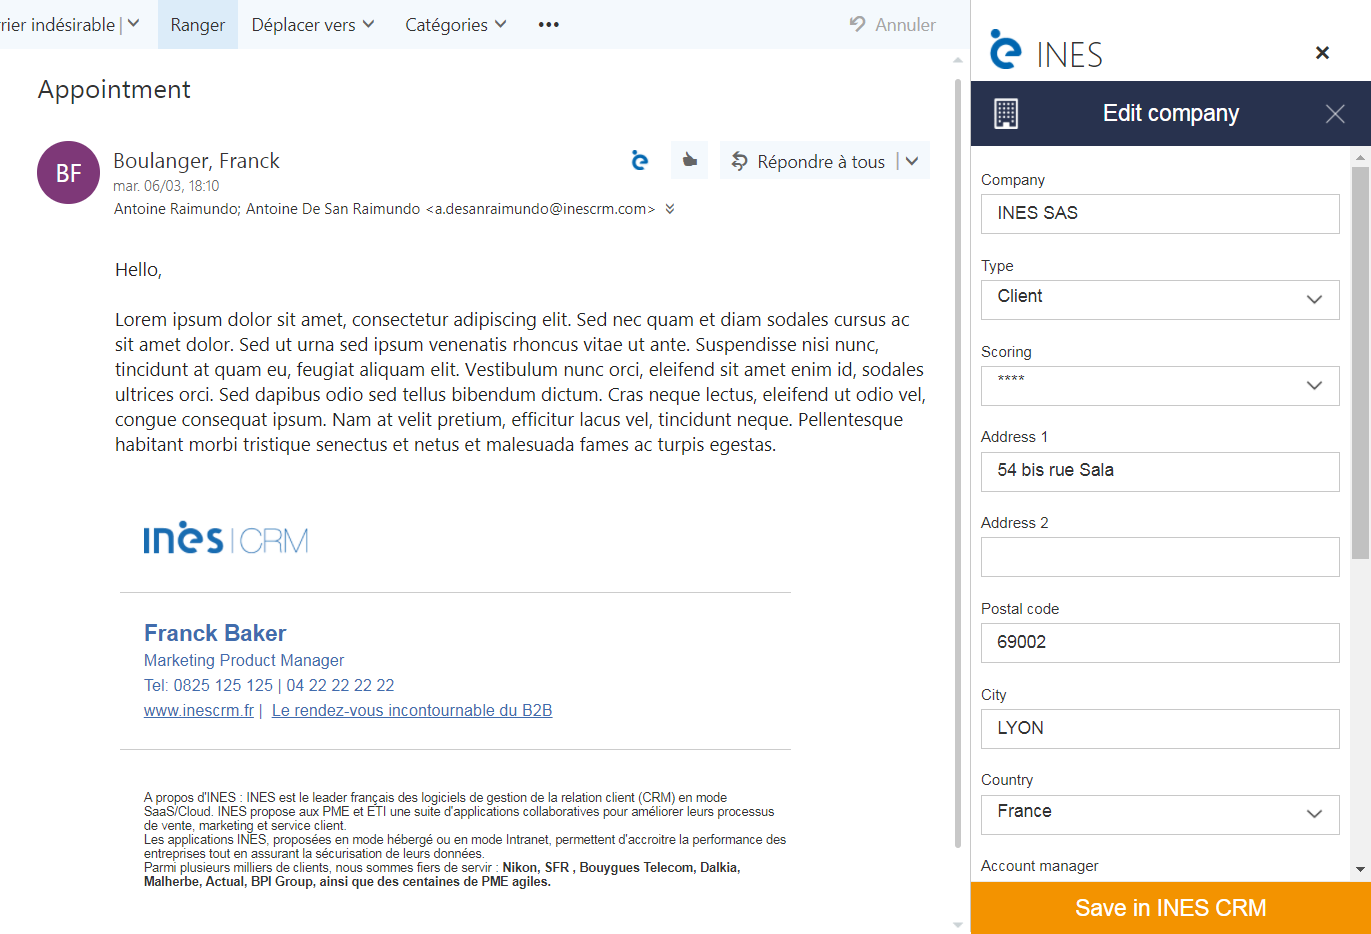 rier indésirable |
Ranger
Déplacer vers
Catégories
•••
Annuler
Appointment
BF
Boulanger, Franck
mar. 06/03, 18:10
Antoine Raimundo; Antoine De San Raimundo <a.desanraimundo@inescrm.com>
Répondre à tous
Hello,
Lorem ipsum dolor sit amet, consectetur adipiscing elit. Sed nec quam et diam sodales cursus ac
sit amet dolor. Sed ut urna sed ipsum venenatis rhoncus vitae ut ante. Suspendisse nisi nunc,
tincidunt at quam eu, feugiat aliquam elit. Vestibulum nunc orci, eleifend sit amet enim id, sodales
ultrices orci. Sed dapibus odio sed tellus bibendum dictum. Cras neque lectus, eleifend ut odio vel,
congue consequat ipsum. Nam at velit pretium, efficitur lacus vel, tincidunt neque. Pellentesque
habitant morbi tristique senectus et netus et malesuada fames ac turpis egestas.
inès | CRM
Franck Baker
Marketing Product Manager
Tel: 0825 125 125 | 04 22 22 22 22
www.inescrm.fr | Le rendez-vous incontournable du B2B
A propos d'INES : INES est le leader français des logiciels de gestion de la relation client (CRM) en mode
SaaS/Cloud. INES propose aux PME et ETI une suite d'applications collaboratives pour améliorer leurs processus
de vente, marketing et service client.
Les applications INES, proposées en mode hébergé ou en mode Intranet, permettent d'accroitre la performance des
entreprises tout en assurant la sécurisation de leurs données.
Parmi plusieurs milliers de clients, nous sommes fiers de servir : Nikon, SFR , Bouygues Telecom, Dalkia,
Malherbe, Actual, BPI Group, ainsi que des centaines de PME agiles.
INES
Edit company
Company
INES SAS
Type
Client
Scoring
****
Address 1
54 bis rue Sala
Address 2
Postal code
69002
City
LYON
Country
France
Account manager
Save in INES CRM